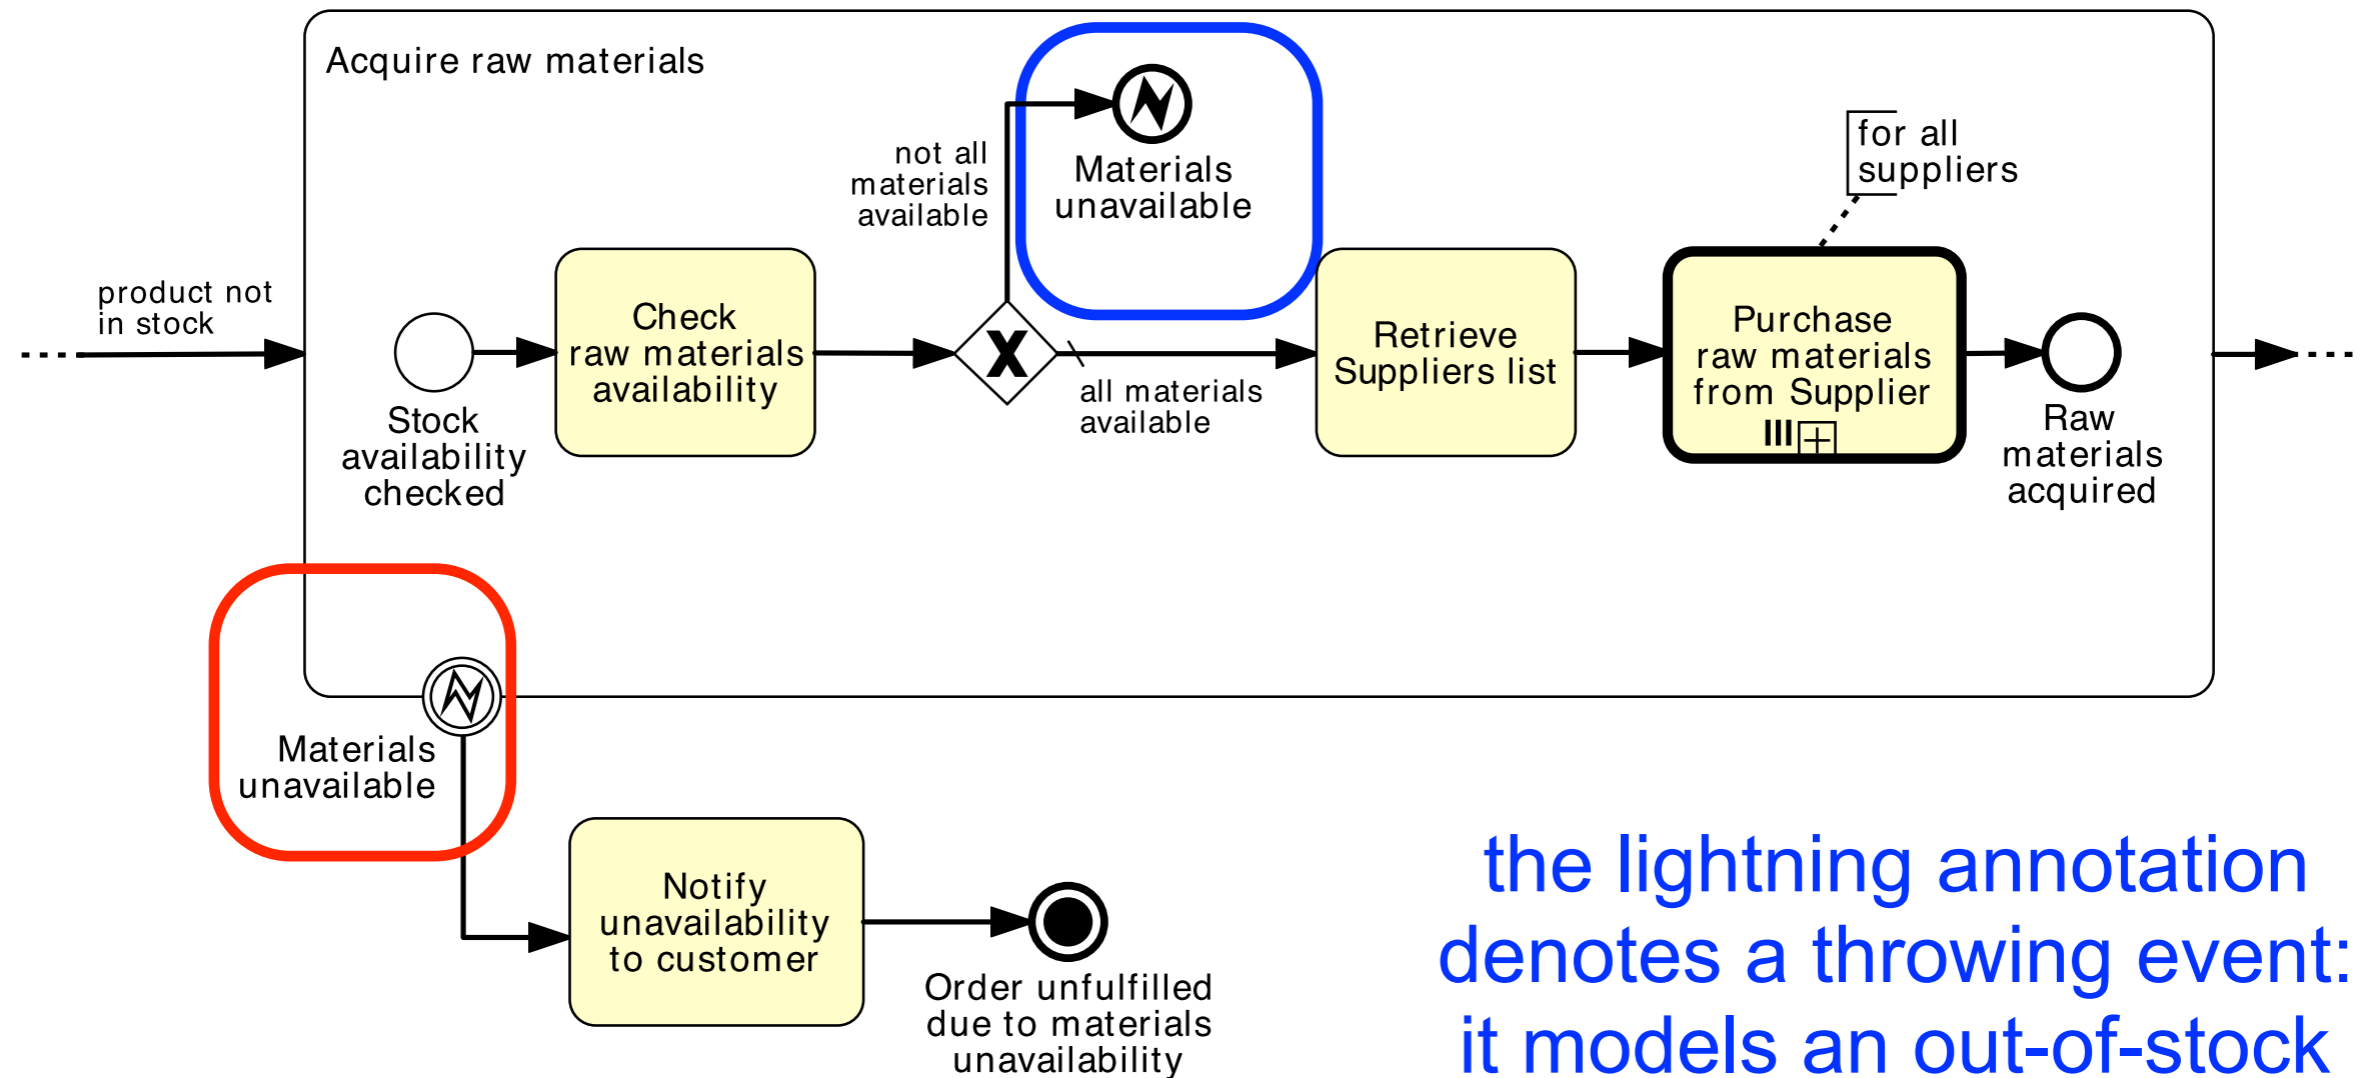 Acquire raw materials
not all
materials
available
Materials
unavailable
for all
suppliers
product not
in stock
Stock
availability
checked
Check
raw materials
availability
X
all materials
available
Retrieve
Suppliers list
Purchase
raw materials
from Supplier
Raw
materials
acquired
Materials
unavailable
Notify
unavailability
to customer
Order unfulfilled
due to materials
unavailability
the lightning annotation
denotes a throwing event:
it models an out-of-stock